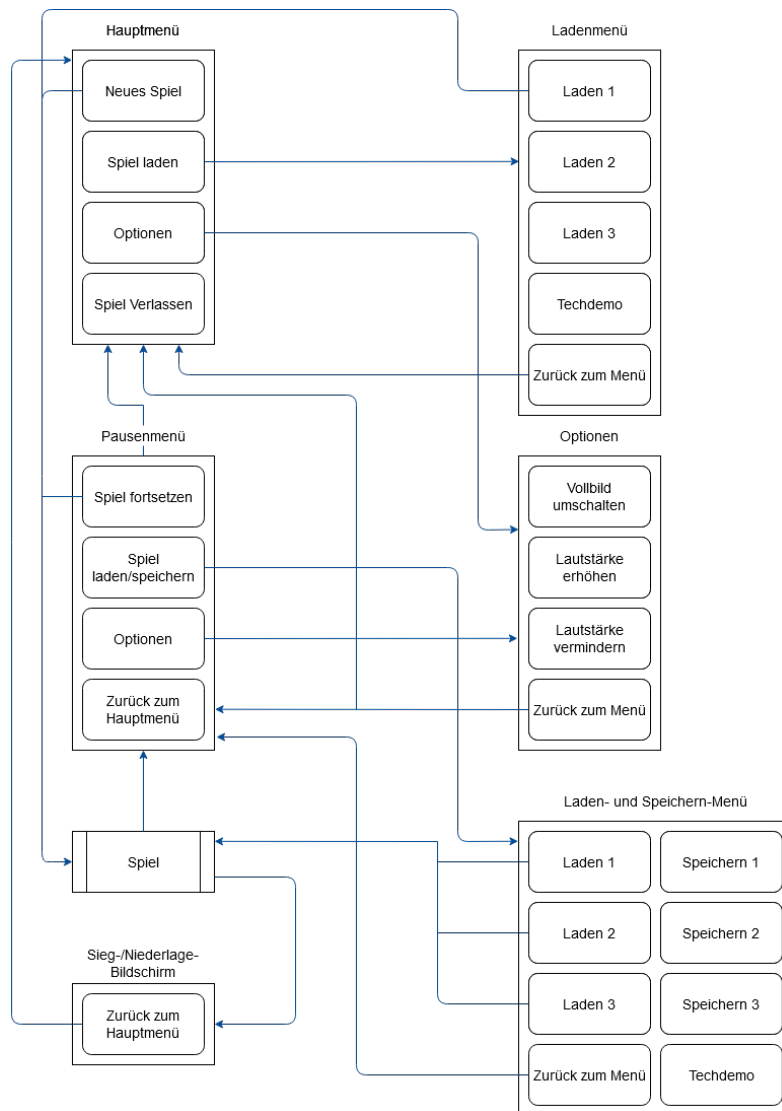 Hauptmenü
Neues Spiel
Spiel laden
Optionen
Spiel Verlassen
Ladenmenü
Laden 1
Laden 2
Laden 3
Techdemo
Zurück zum Menü
Pausenmenü
Spiel fortsetzen
Spiel
laden/speichern
Optionen
Zurück zum
Hauptmenü
Optionen
Vollbild
umschalten
Lautstärke
erhöhen
Lautstärke
vermindern
Zurück zum Menü
Spiel
Sieg-/Niederlage-
Bildschirm
Zurück zum
Hauptmenü
Laden- und Speichern-Menü
Laden 1
Speichern 1
Laden 2
Speichern 2
Laden 3
Speichern 3
Zurück zum Menü
Techdemo